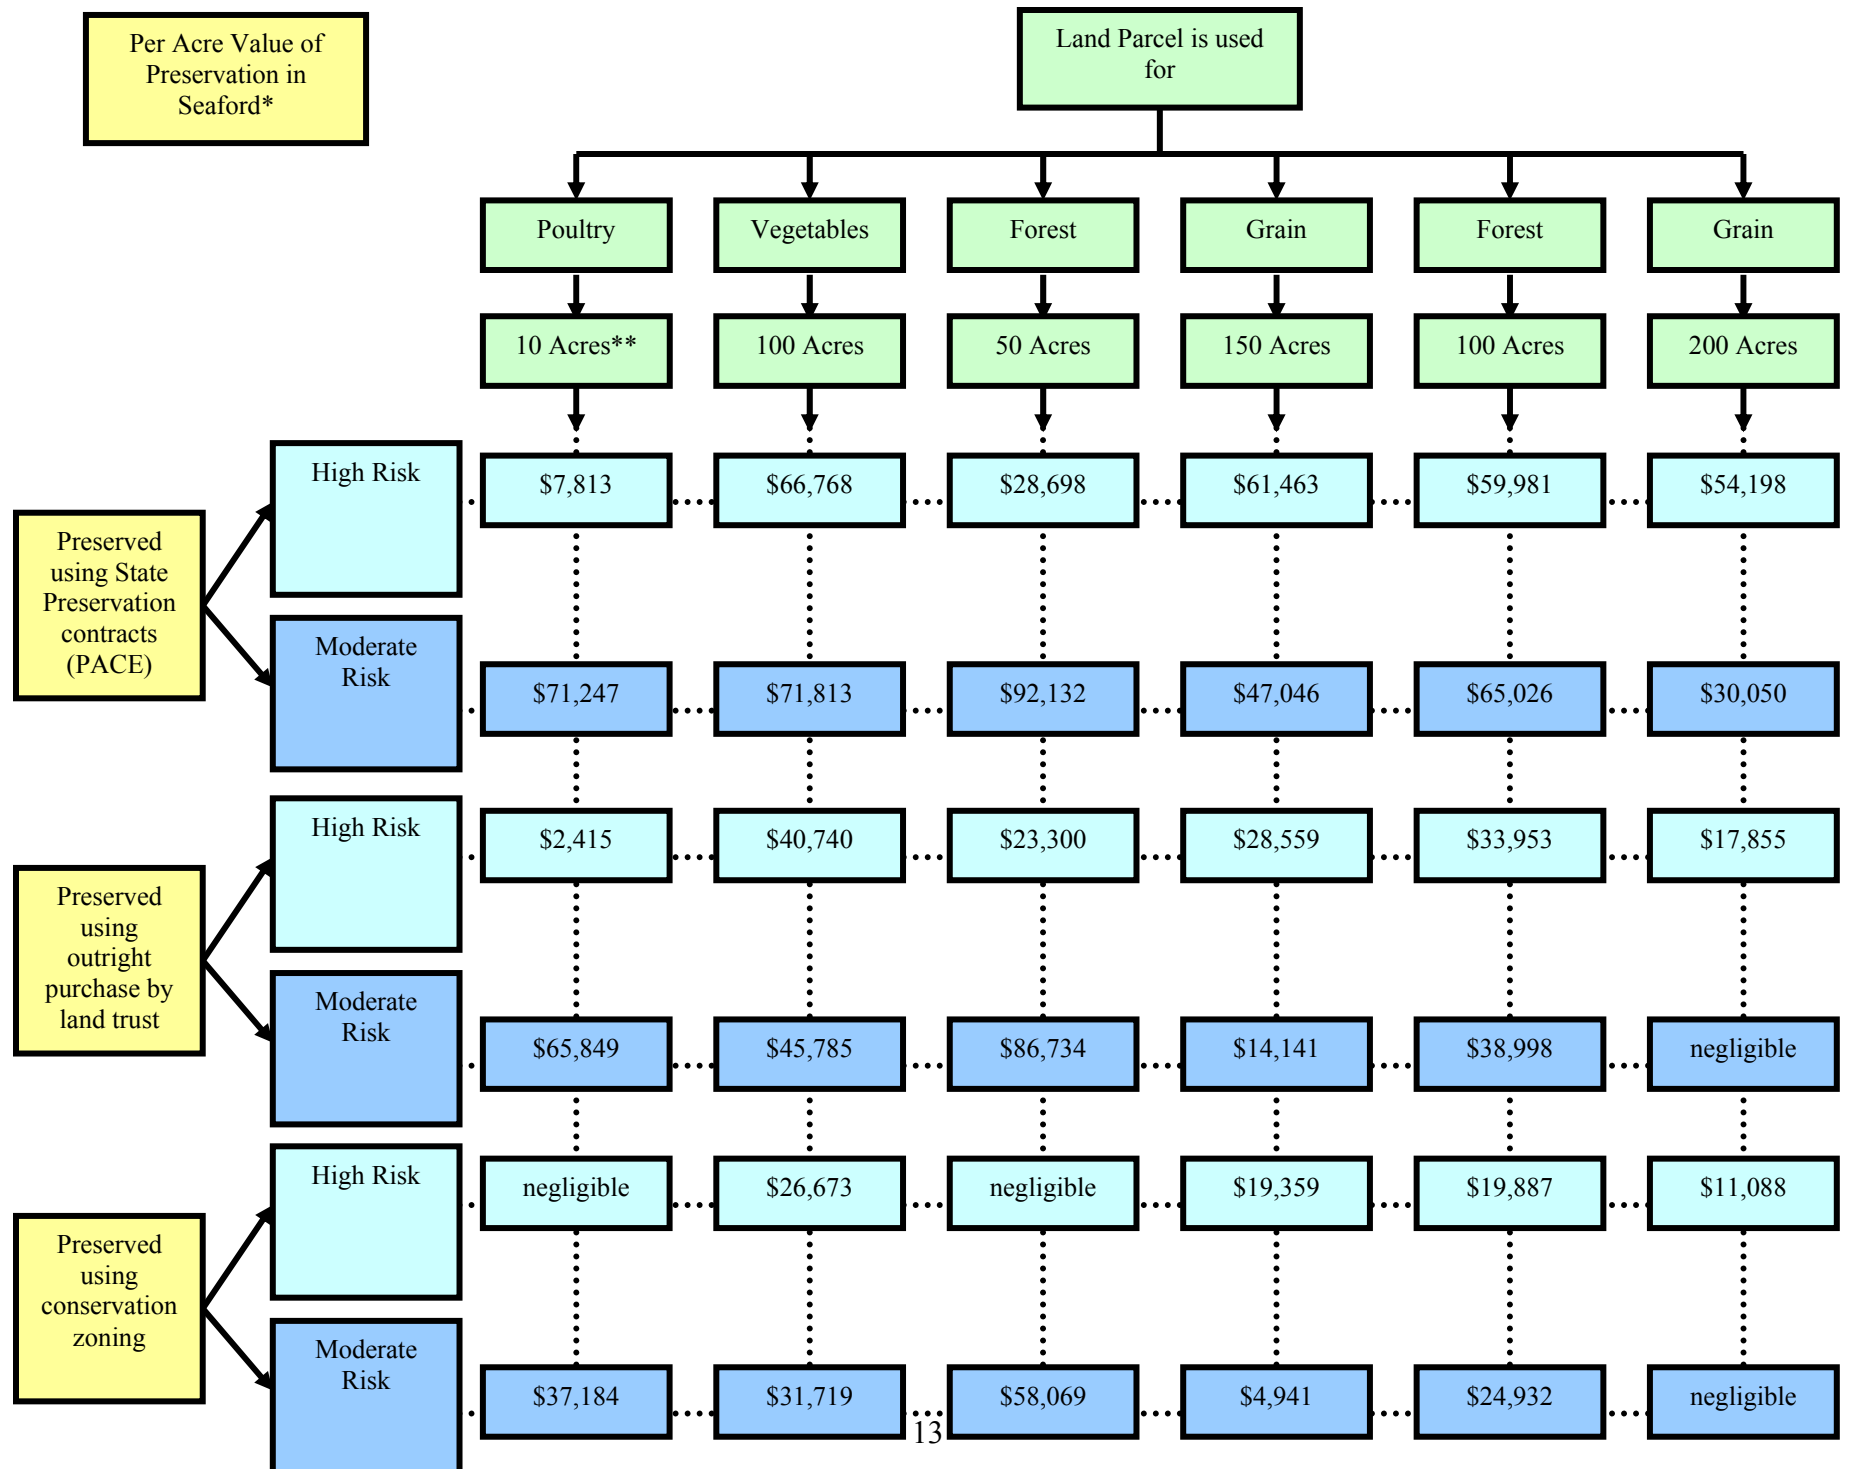 Per Acre Value of
Preservation in
Seaford*
Land Parcel is used
for
Poultry
Vegetables
Forest
Grain
Forest
Grain
10 Acres**
100 Acres
50 Acres
150 Acres
100 Acres
200 Acres
Preserved
using State
Preservation
contracts
(PACE)
High Risk
$7,813
$66,768
$28,698
$61,463
$59,981
$54,198
Moderate
Risk
$71,247
$71,813
$92,132
$47,046
$65,026
$30,050
Preserved
using
outright
purchase by
land trust
High Risk
$2,415
$40,740
$23,300
$28,559
$33,953
$17,855
Moderate
Risk
$65,849
$45,785
$86,734
$14,141
$38,998
negligible
Preserved
using
conservation
zoning
High Risk
negligible
$26,673
negligible
$19,359
$19,887
$11,088
Moderate
Risk
$37,184
$31,719
$58,069
$4,941
$24,932
negligible
13